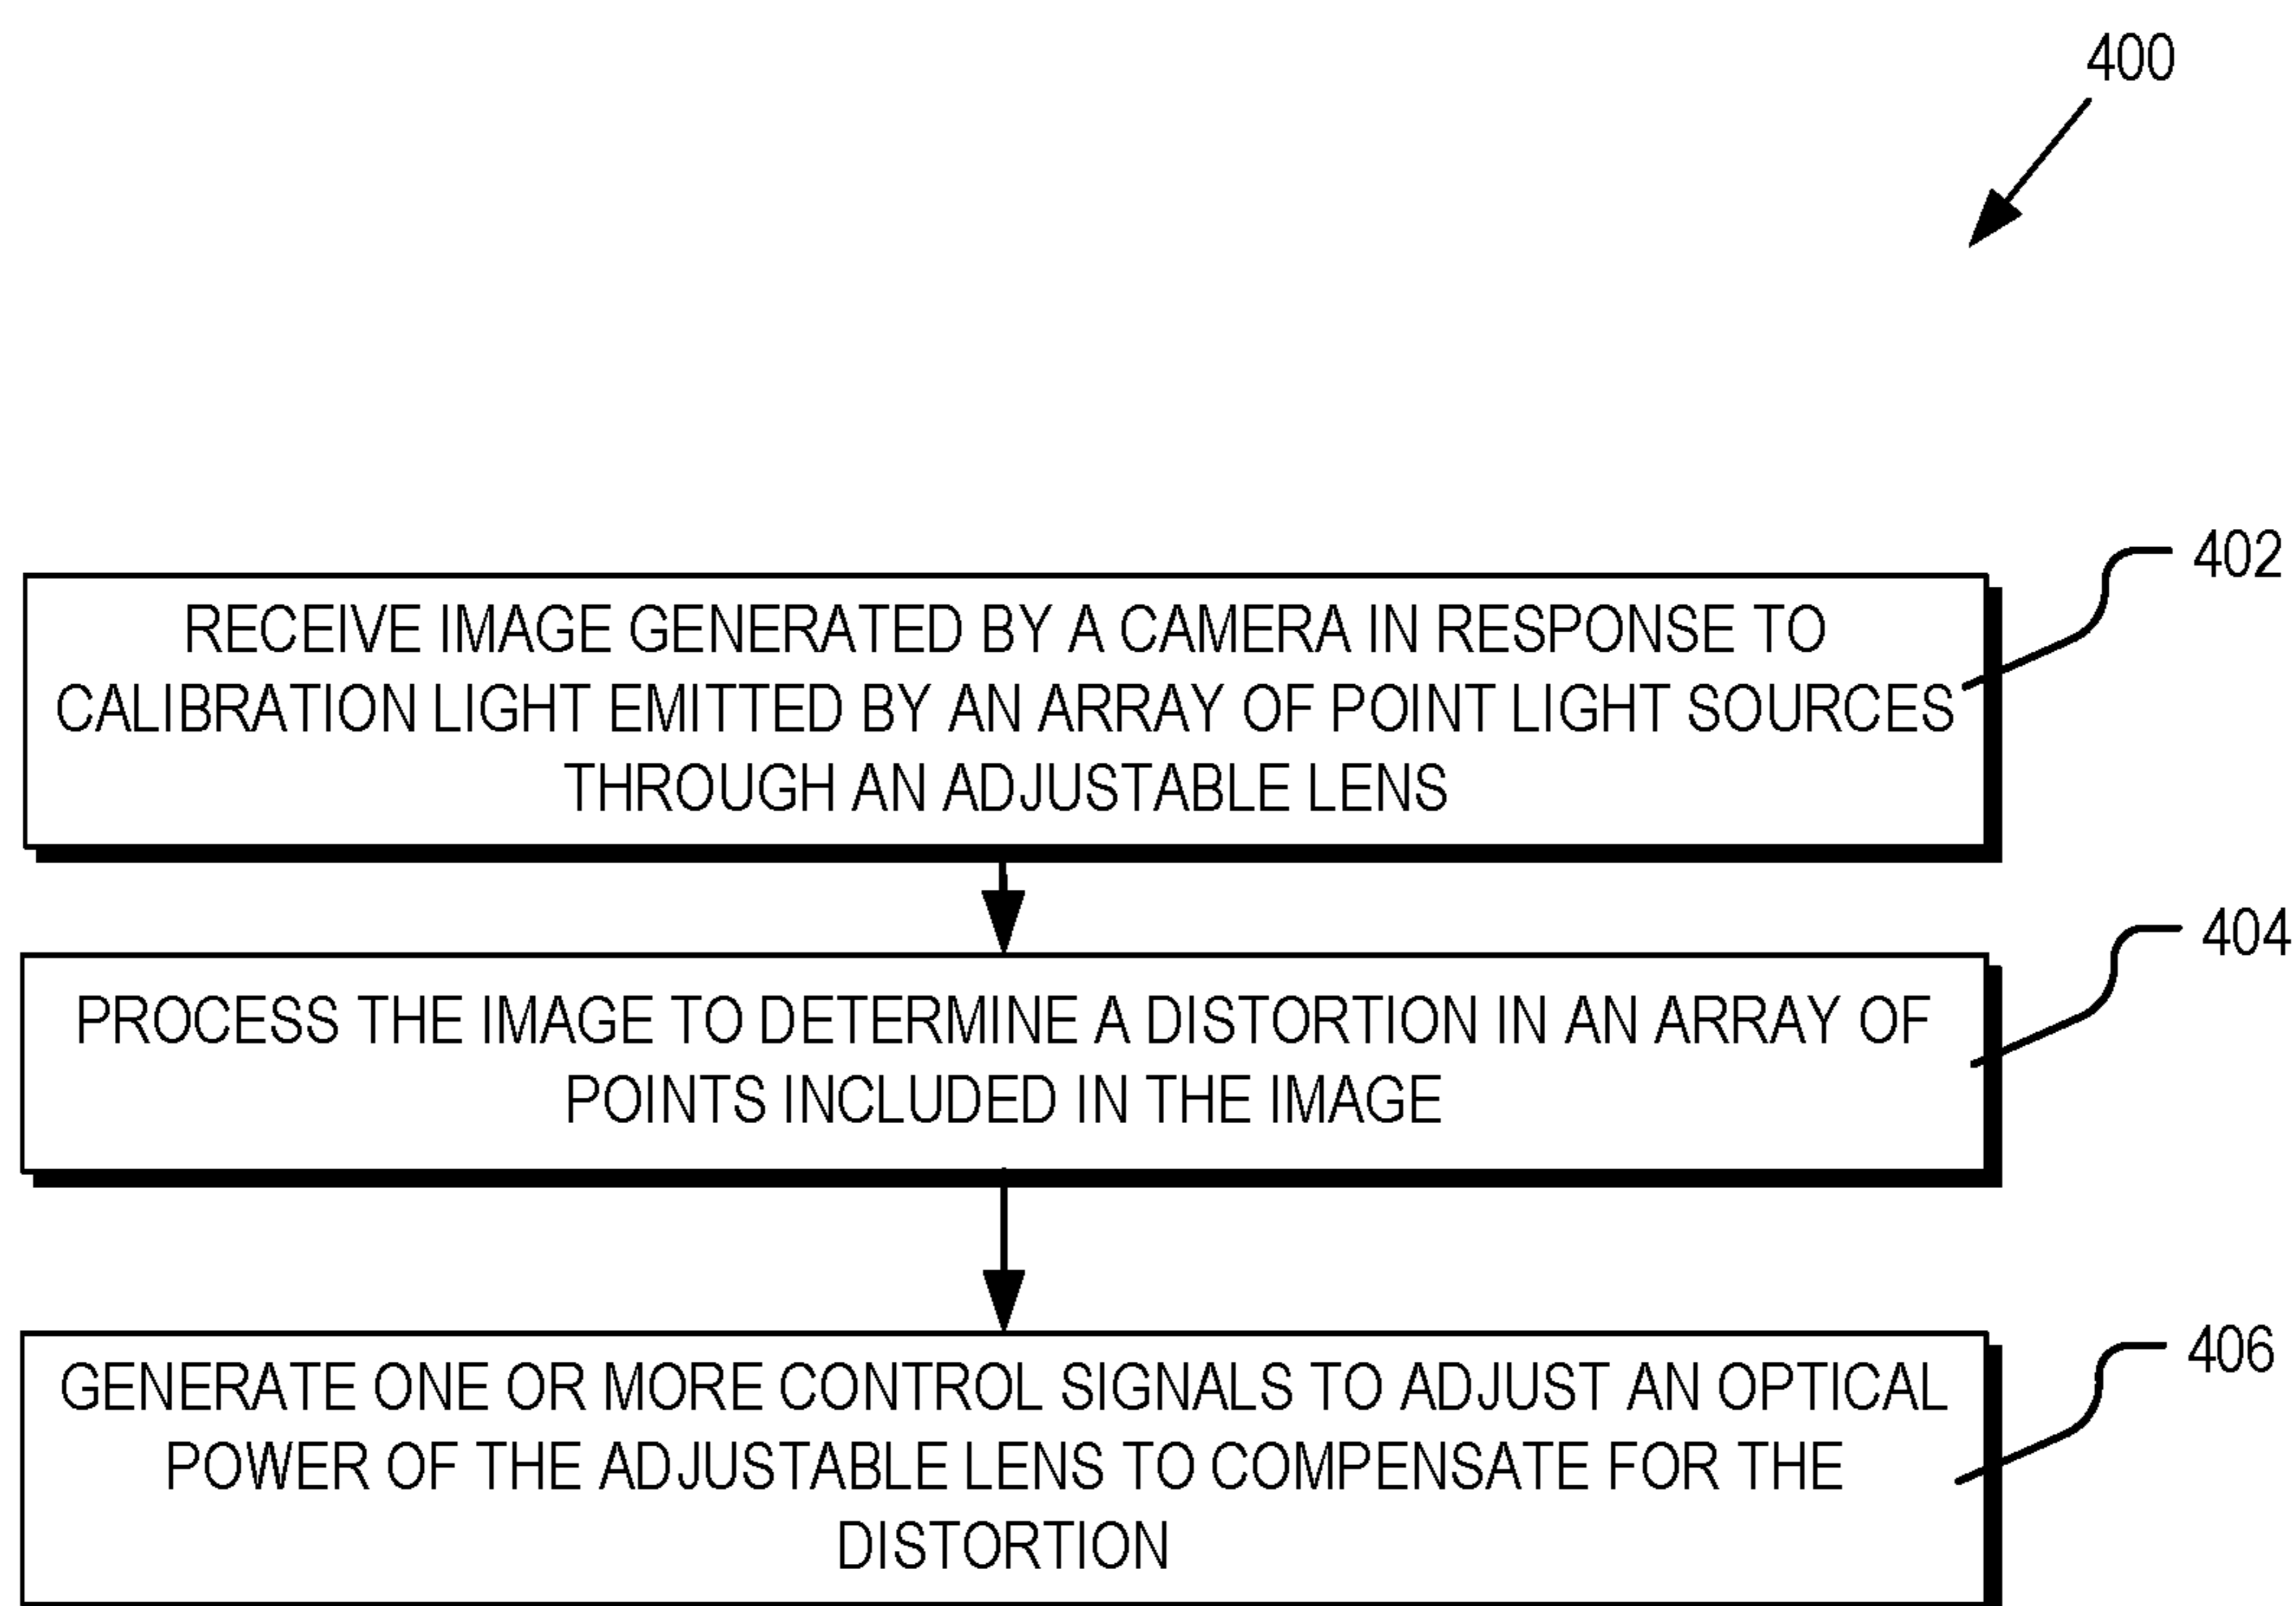 400
402
RECEIVE IMAGE GENERATED BY A CAMERA IN RESPONSE TO
CALIBRATION LIGHT EMITTED BY AN ARRAY OF POINT LIGHT SOURCES
THROUGH AN ADJUSTABLE LENS
404
PROCESS THE IMAGE TO DETERMINE A DISTORTION IN AN ARRAY OF
POINTS INCLUDED IN THE IMAGE
406
GENERATE ONE OR MORE CONTROL SIGNALS TO ADJUST AN OPTICAL
POWER OF THE ADJUSTABLE LENS TO COMPENSATE FOR THE
DISTORTION